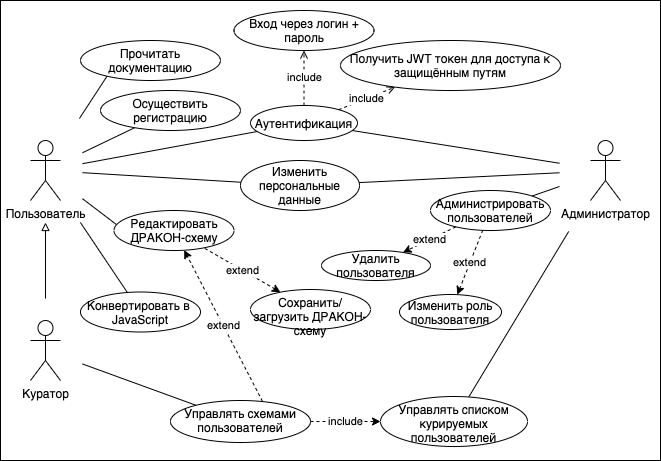 Вход через логин +
пароль
Прочитать
документацию
include
Получить JWT токен для доступа к
защищённым путям
include
Осуществить
регистрацию
Аутентификация
Изменить
персональные
данные
Пользователь
Администратор
Администрировать
пользователей
Редактировать
ДРАКОН-схему
extend
extend
Удалить
пользователя
extend
extend
Конвертировать в
JavaScript
Сохранить/
загрузить ДРАКОН-
схему
Изменить роль
пользователя
extend
Куратор
Управлять схемами
пользователей
include
Управлять списком
курируемых
пользователей